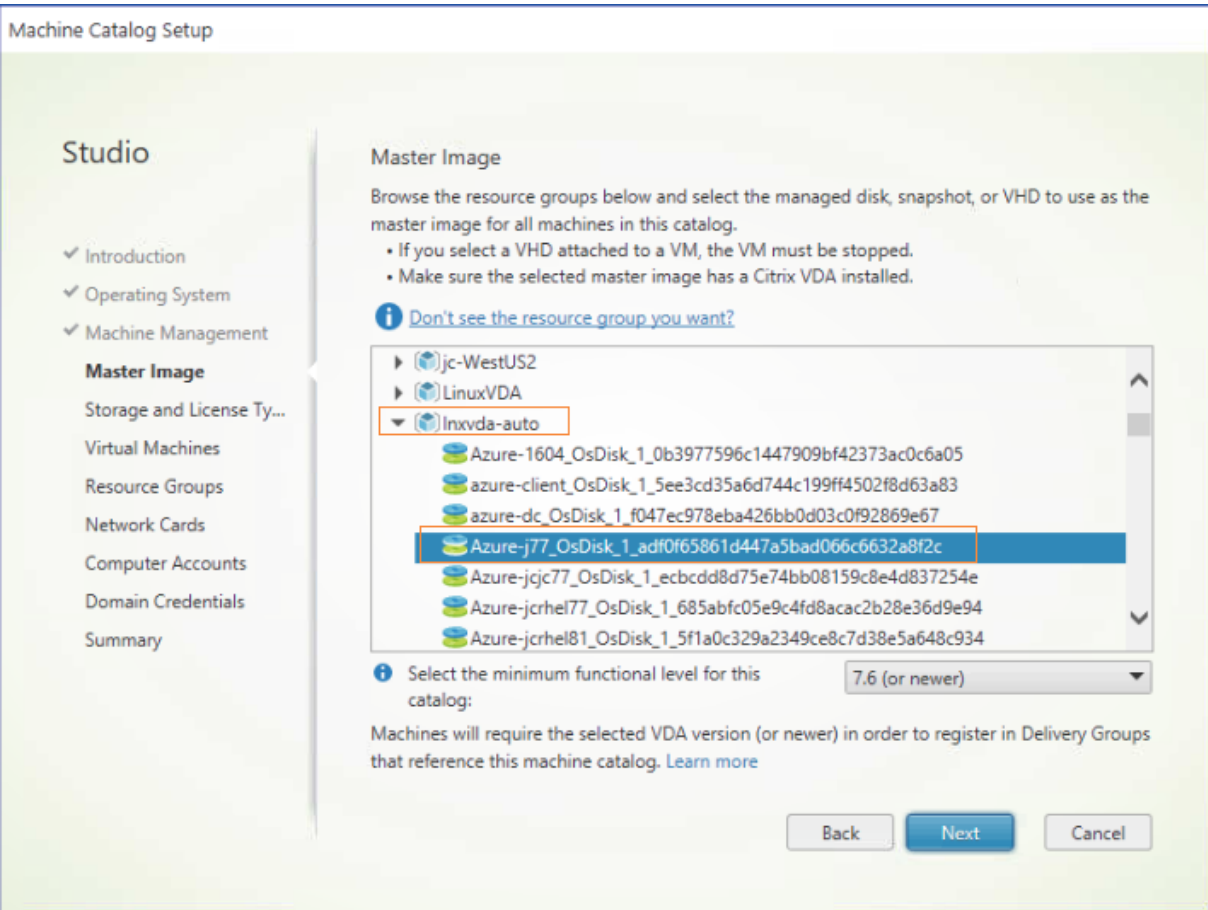 Machine Catalog Setup
Studio
✔ Introduction
✔ Operating System
✔ Machine Management
Master Image
Storage and License Ty...
Virtual Machines
Resource Groups
Network Cards
Computer Accounts
Domain Credentials
Summary
Master Image
Browse the resource groups below and select the managed disk, snapshot, or VHD to use as the
master image for all machines in this catalog.
• If you select a VHD attached to a VM, the VM must be stopped.
• Make sure the selected master image has a Citrix VDA installed.
Don't see the resource group you want?
jc-WestUS2
LinuxVDA
lnxvda-auto
Azure-1604_OsDisk_1_0b3977596c1447909bf42373ac0c6a05
azure-client_OsDisk_1_5ee3cd35a6d744c199ff4502f8d63a83
azure-dc_OsDisk_1_f047ec978eba426bb0d03c0f92869e67
Azure-j77_OsDisk_1_adf0f65861d447a5bad066c6632a8f2c
Azure-jcjc77_OsDisk_1_ecbcdd8d75e74bb08159c8e4d837254e
Azure-jcrhel77_OsDisk_1_685abfc05e9c4fd8acac2b28e36d9e94
Azure-jcrhel81_OsDisk_1_5f1a0c329a2349ce8c7d38e5a648c934
Select the minimum functional level for this
catalog:
7.6 (or newer)
Machines will require the selected VDA version (or newer) in order to register in Delivery Groups
that reference this machine catalog. Learn more
Back
Next
Cancel